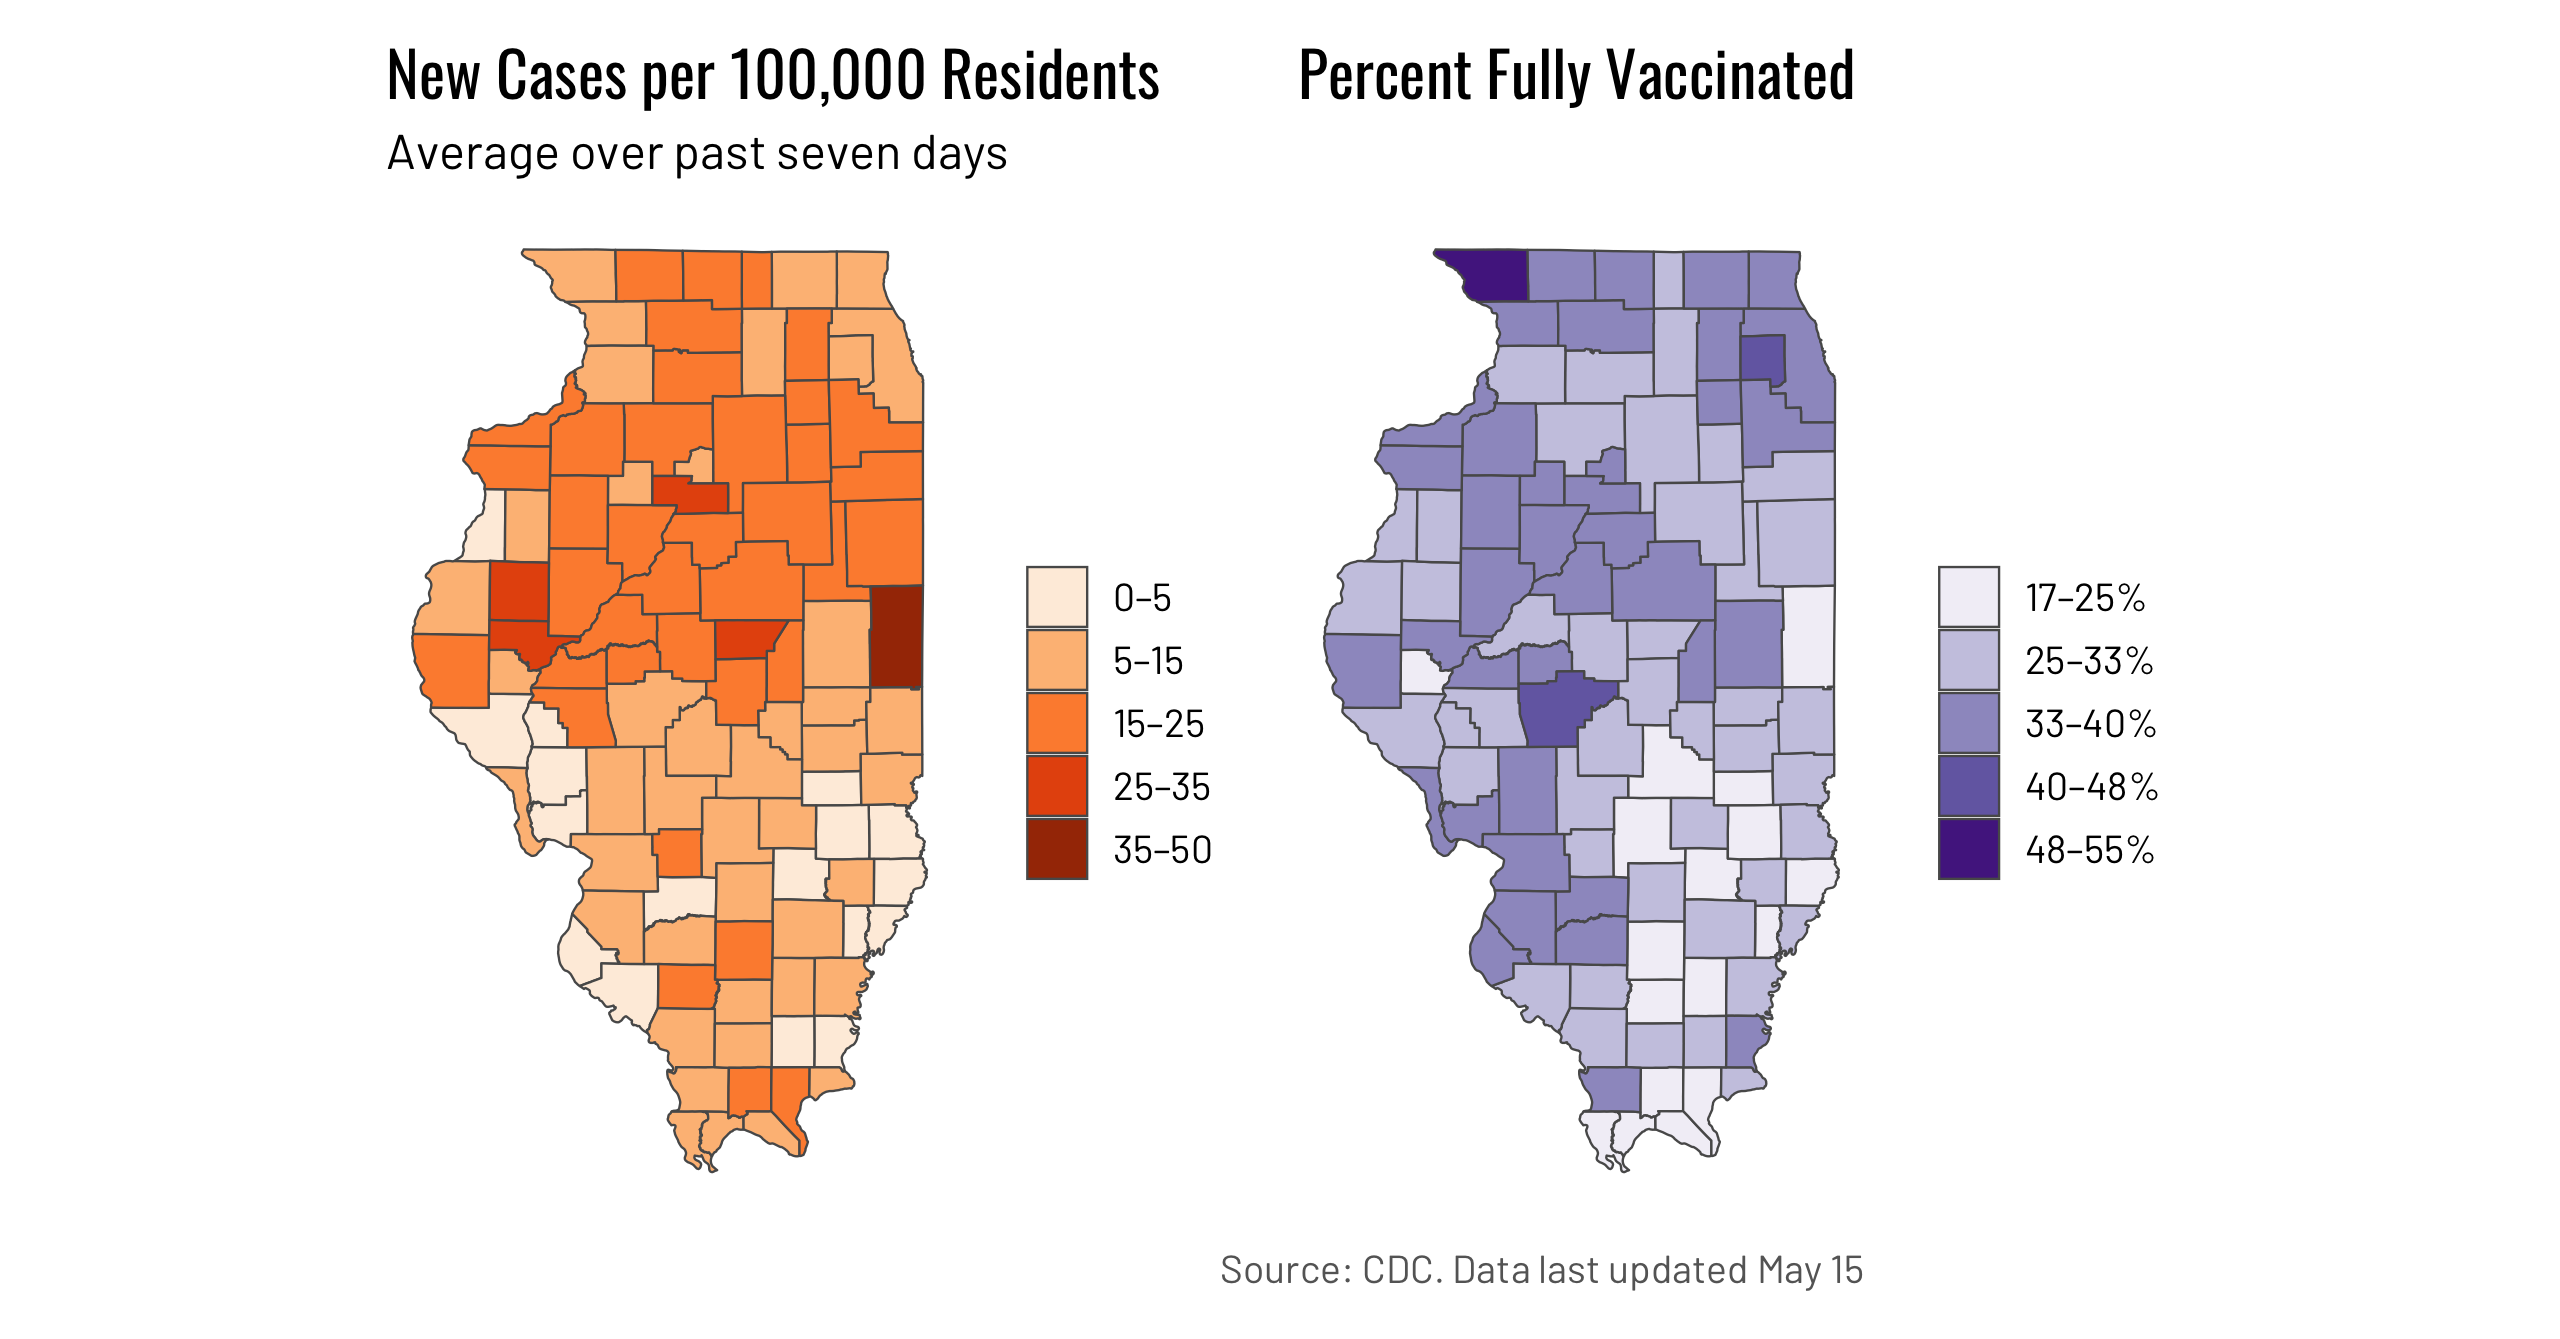 New Cases per 100,000 Residents
Average over past seven days
0–5
5–15
15–25
25–35
35–50
Percent Fully Vaccinated
17–25%
25–33%
33–40%
40–48%
48–55%
Source: CDC. Data last updated May 15